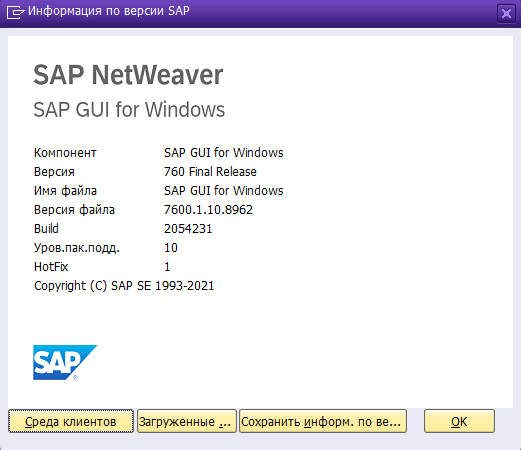 Информация по версии SAP
SAP NetWeaver
SAP GUI for Windows
Компонент SAP GUI for Windows
Версия 760 Final Release
Имя файла SAP GUI for Windows
Версия файла 7600.1.10.8962
Build 2054231
Уров.пак.подд. 10
HotFix 1
Copyright (C) SAP SE 1993-2021
SAP
Среда клиентов Загруженные ... Сохранить информ. по ве... OK